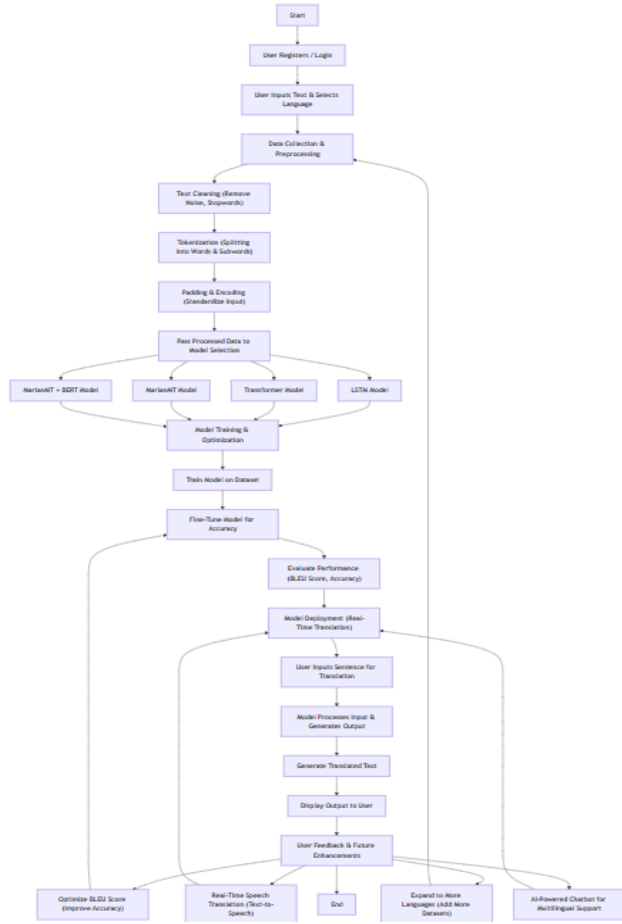 Start
User Registers / Login
User Inputs Text & Selects
Language
Data Collection &
Preprocessing
Text Cleaning (Remove
Noise, Stopwords)
Tokenization (Splitting
into Words & Subwords)
Padding & Encoding
(Standardize Input)
Pass Processed Data to
Model Selection
MarianMT + BERT Model
MarianMT Model
Transformer Model
LSTM Model
Model Training &
Optimization
Train Model on Dataset
Fine-Tune Model for
Accuracy
Evaluate Performance
(BLEU Score, Accuracy)
Model Deployment (Real-
Time Translation)
User Inputs Sentence for
Translation
Model Processes Input &
Generates Output
Generate Translated Text
Display Output to User
User Feedback & Future
Enhancements
Optimize BLEU Score
(Improve Accuracy)
Real-Time Speech
Translation (Text-to-
Speech)
End
Expand to More
Languages (Add More
Datasets)
AI-Powered Chatbot for
Multilingual Support